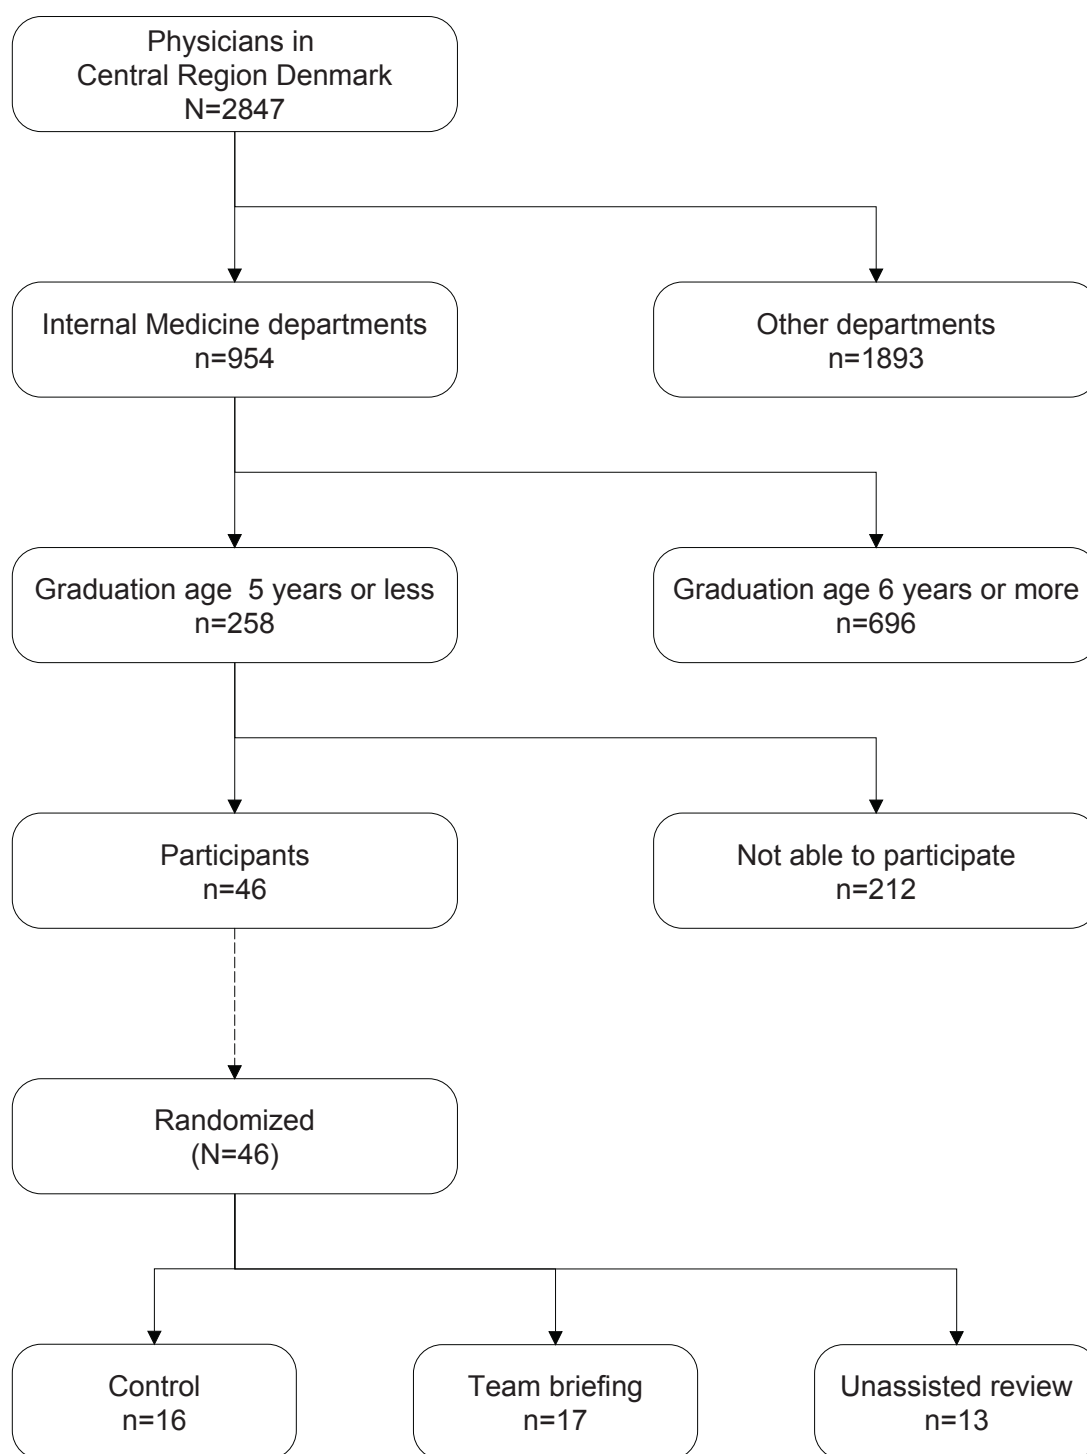 Physicians in
Central Region Denmark
N=2847
Internal Medicine departments
n=954
Other departments
n=1893
Graduation age  5 years or less
n=258
Graduation age 6 years or more
n=696
Participants
n=46
Not able to participate
n=212
Randomized
(N=46)
Control
n=16
Team briefing
n=17
Unassisted review
n=13